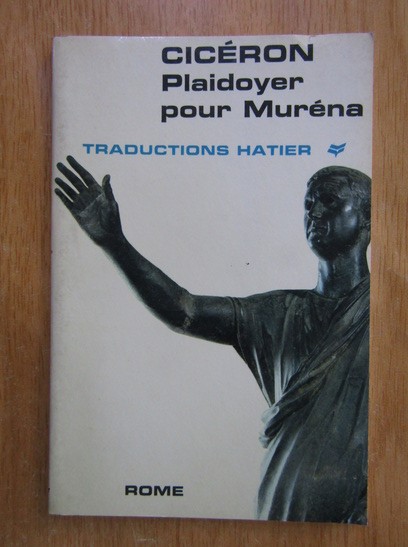 CICÉRON
Plaidoyer
pour Muréna
TRADUCTIONS HATIER
ROME